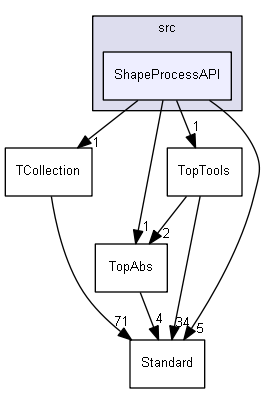 src
ShapeProcessAPI
1
1
TCollection
TopTools
1
2
TopAbs
71
4
34
5
Standard